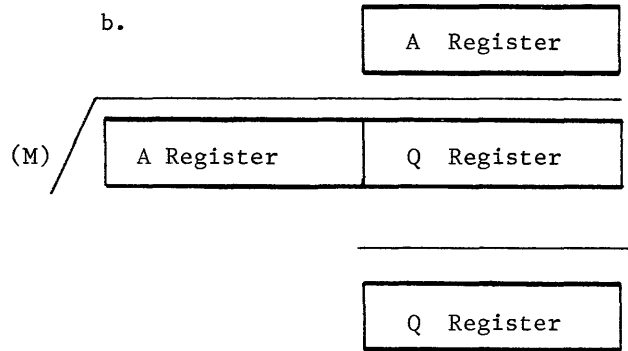 b.
A Register
(M) A Register Q Register
Q Register